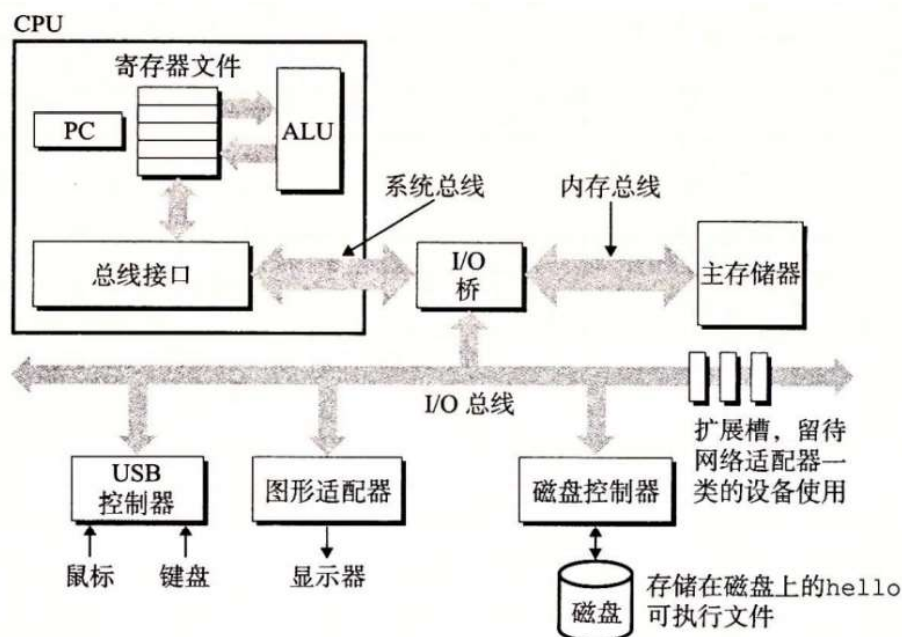 CPU
寄存器文件
PC
ALU
系统总线
内存总线
总线接口
I/O
桥
主存储器
I/O 总线
扩展槽，留待
网络适配器一
类的设备使用
USB
控制器
图形适配器
磁盘控制器
鼠标
键盘
显示器
磁盘
存储在磁盘上的hello
可执行文件